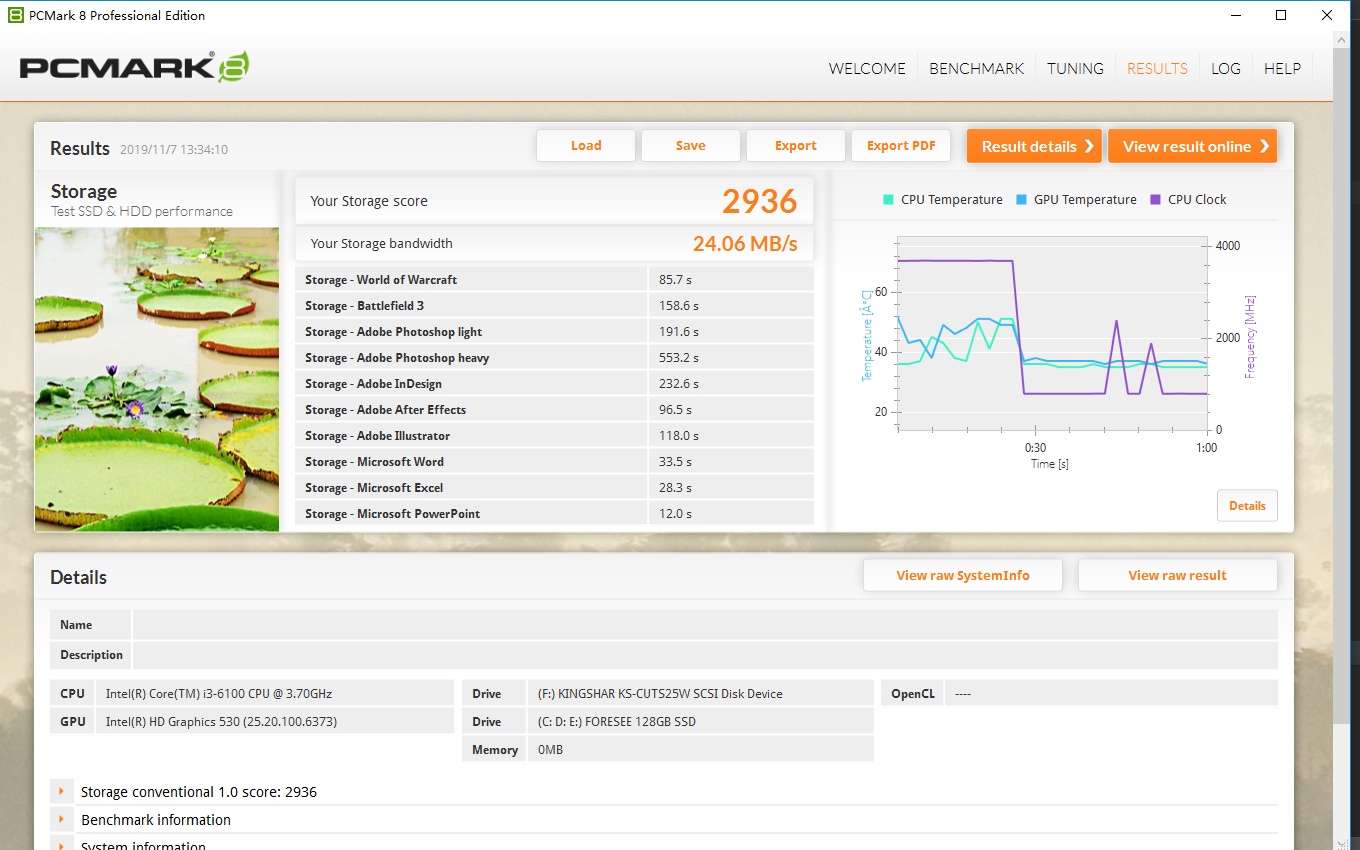 PCMark 8 Professional Edition
PCMARK® 8
WELCOME BENCHMARK TUNING RESULTS LOG HELP
Results 2019/11/7 13:34:10
Load Save Export Export PDF Result details ❯ View result online ❯
Storage
Test SSD & HDD performance
Your Storage score 2936
Your Storage bandwidth 24.06 MB/s
Storage - World of Warcraft 85.7 s
Storage - Battlefield 3 158.6 s
Storage - Adobe Photoshop light 191.6 s
Storage - Adobe Photoshop heavy 553.2 s
Storage - Adobe InDesign 232.6 s
Storage - Adobe After Effects 96.5 s
Storage - Adobe Illustrator 118.0 s
Storage - Microsoft Word 33.5 s
Storage - Microsoft Excel 28.3 s
Storage - Microsoft PowerPoint 12.0 s
CPU Temperature GPU Temperature CPU Clock
Temperature [Â°C]
60
40
20
4000
2000
0
Frequency [MHz]
0:30 1:00
Time [s]
Details
Details
View raw SystemInfo View raw result
Name
Description
CPU Intel(R) Core(TM) i3-6100 CPU @ 3.70GHz
GPU Intel(R) HD Graphics 530 (25.20.100.6373)
Drive (F:) KINGSHAR KS-CUTS25W SCSI Disk Device
Drive (C: D: E:) FORESEE 128GB SSD
Memory 0MB
OpenCL ----
Storage conventional 1.0 score: 2936
Benchmark information
System information